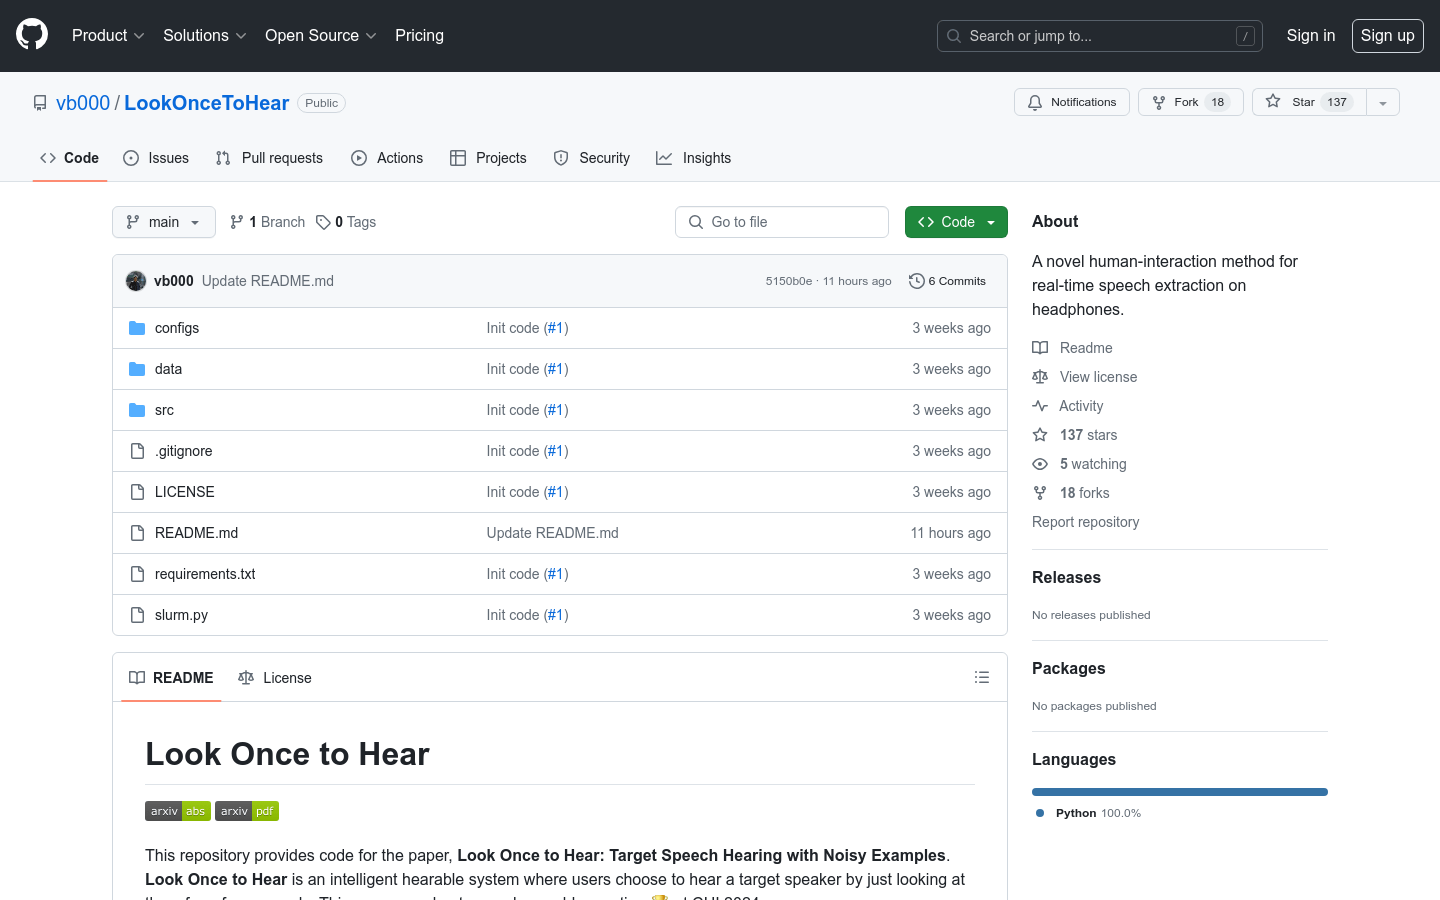 Product Solutions Open Source Pricing Search or jump to... / Sign in Sign up
vb000 / LookOnceToHear Public Notifications Fork 18 Star 137
Code Issues Pull requests Actions Projects Security Insights
main 1 Branch 0 Tags Go to file Code
vb000 Update README.md 5150b0e · 11 hours ago 6 Commits
configs Init code (#1) 3 weeks ago
data Init code (#1) 3 weeks ago
src Init code (#1) 3 weeks ago
.gitignore Init code (#1) 3 weeks ago
LICENSE Init code (#1) 3 weeks ago
README.md Update README.md 11 hours ago
requirements.txt Init code (#1) 3 weeks ago
slurm.py Init code (#1) 3 weeks ago
README License
Look Once to Hear
arxiv abs arxiv pdf
This repository provides code for the paper, Look Once to Hear: Target Speech Hearing with Noisy Examples.
Look Once to Hear is an intelligent hearable system where users choose to hear a target speaker by just looking at
About
A novel human-interaction method for
real-time speech extraction on
headphones.
Readme
View license
Activity
137 stars
5 watching
18 forks
Report repository
Releases
No releases published
Packages
No packages published
Languages
Python 100.0%